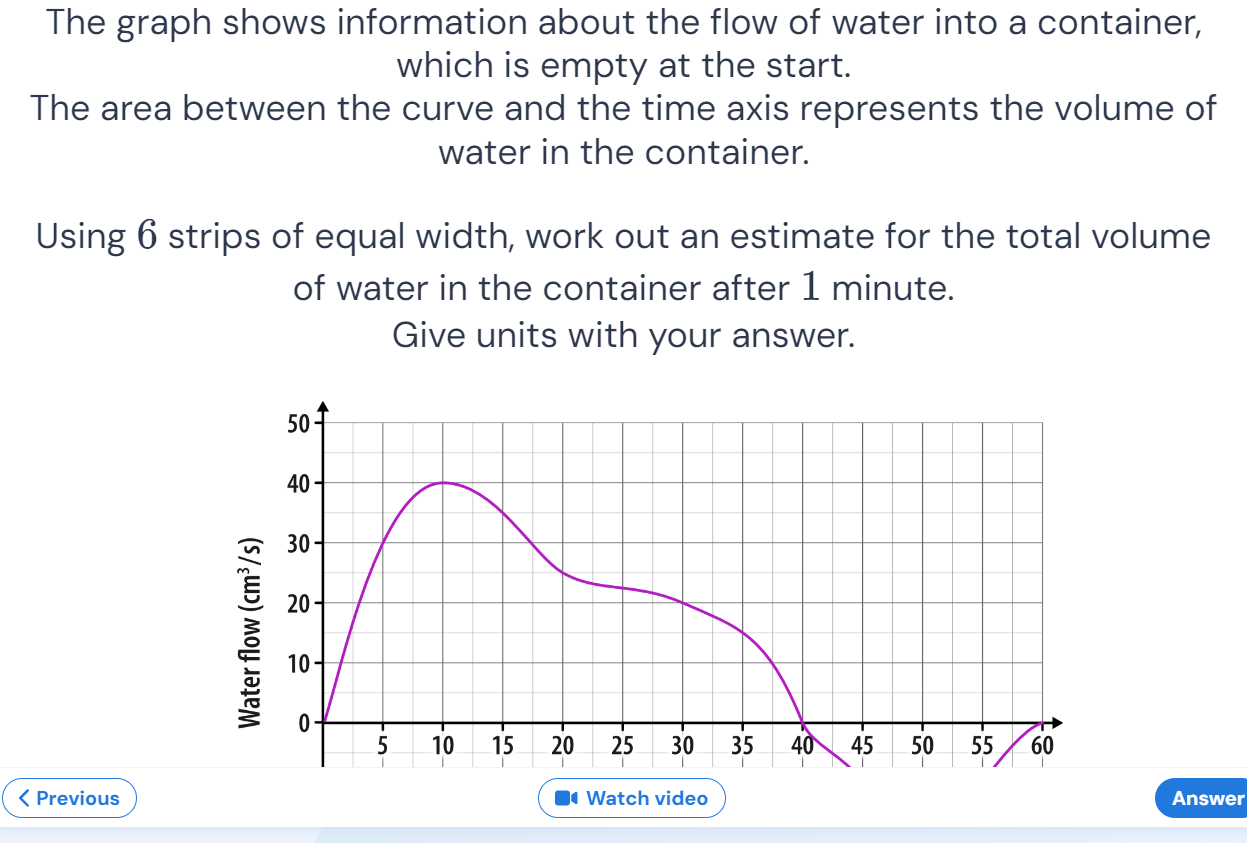 The graph shows information about the flow of water into a container,
which is empty at the start.
The area between the curve and the time axis represents the volume of
water in the container.
Using 6 strips of equal width, work out an estimate for the total volume
of water in the container after 1 minute.
Give units with your answer.
50
40
30
20
10
0
Water flow (cm³/s)
5 10 15 20 25 30 35 40 45 50 55 60
Previous
Watch video
Answer